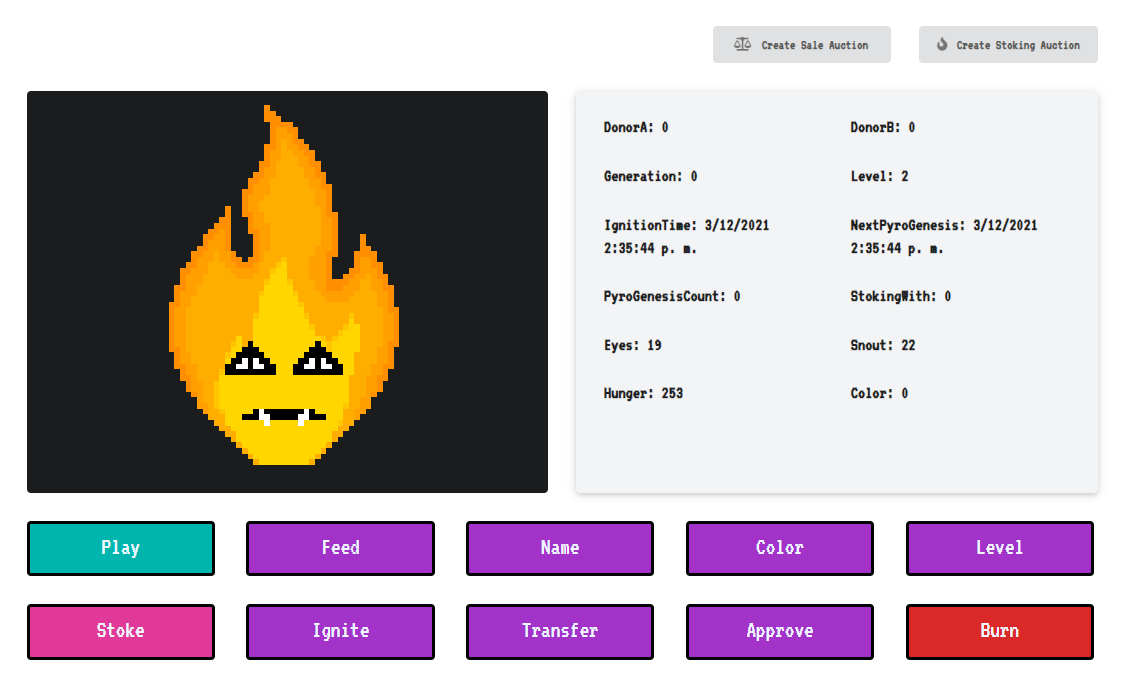 Create Sale Auction
Create Stoking Auction
DonorA: 0
DonorB: 0
Generation: 0
Level: 2
IgnitionTime: 3/12/2021
2:35:44 p. m.
NextPyroGenesis: 3/12/2021
2:35:44 p. m.
PyroGenesisCount: 0
StokingWith: 0
Eyes: 19
Snout: 22
Hunger: 253
Color: 0
Play
Feed
Name
Color
Level
Stoke
Ignite
Transfer
Approve
Burn